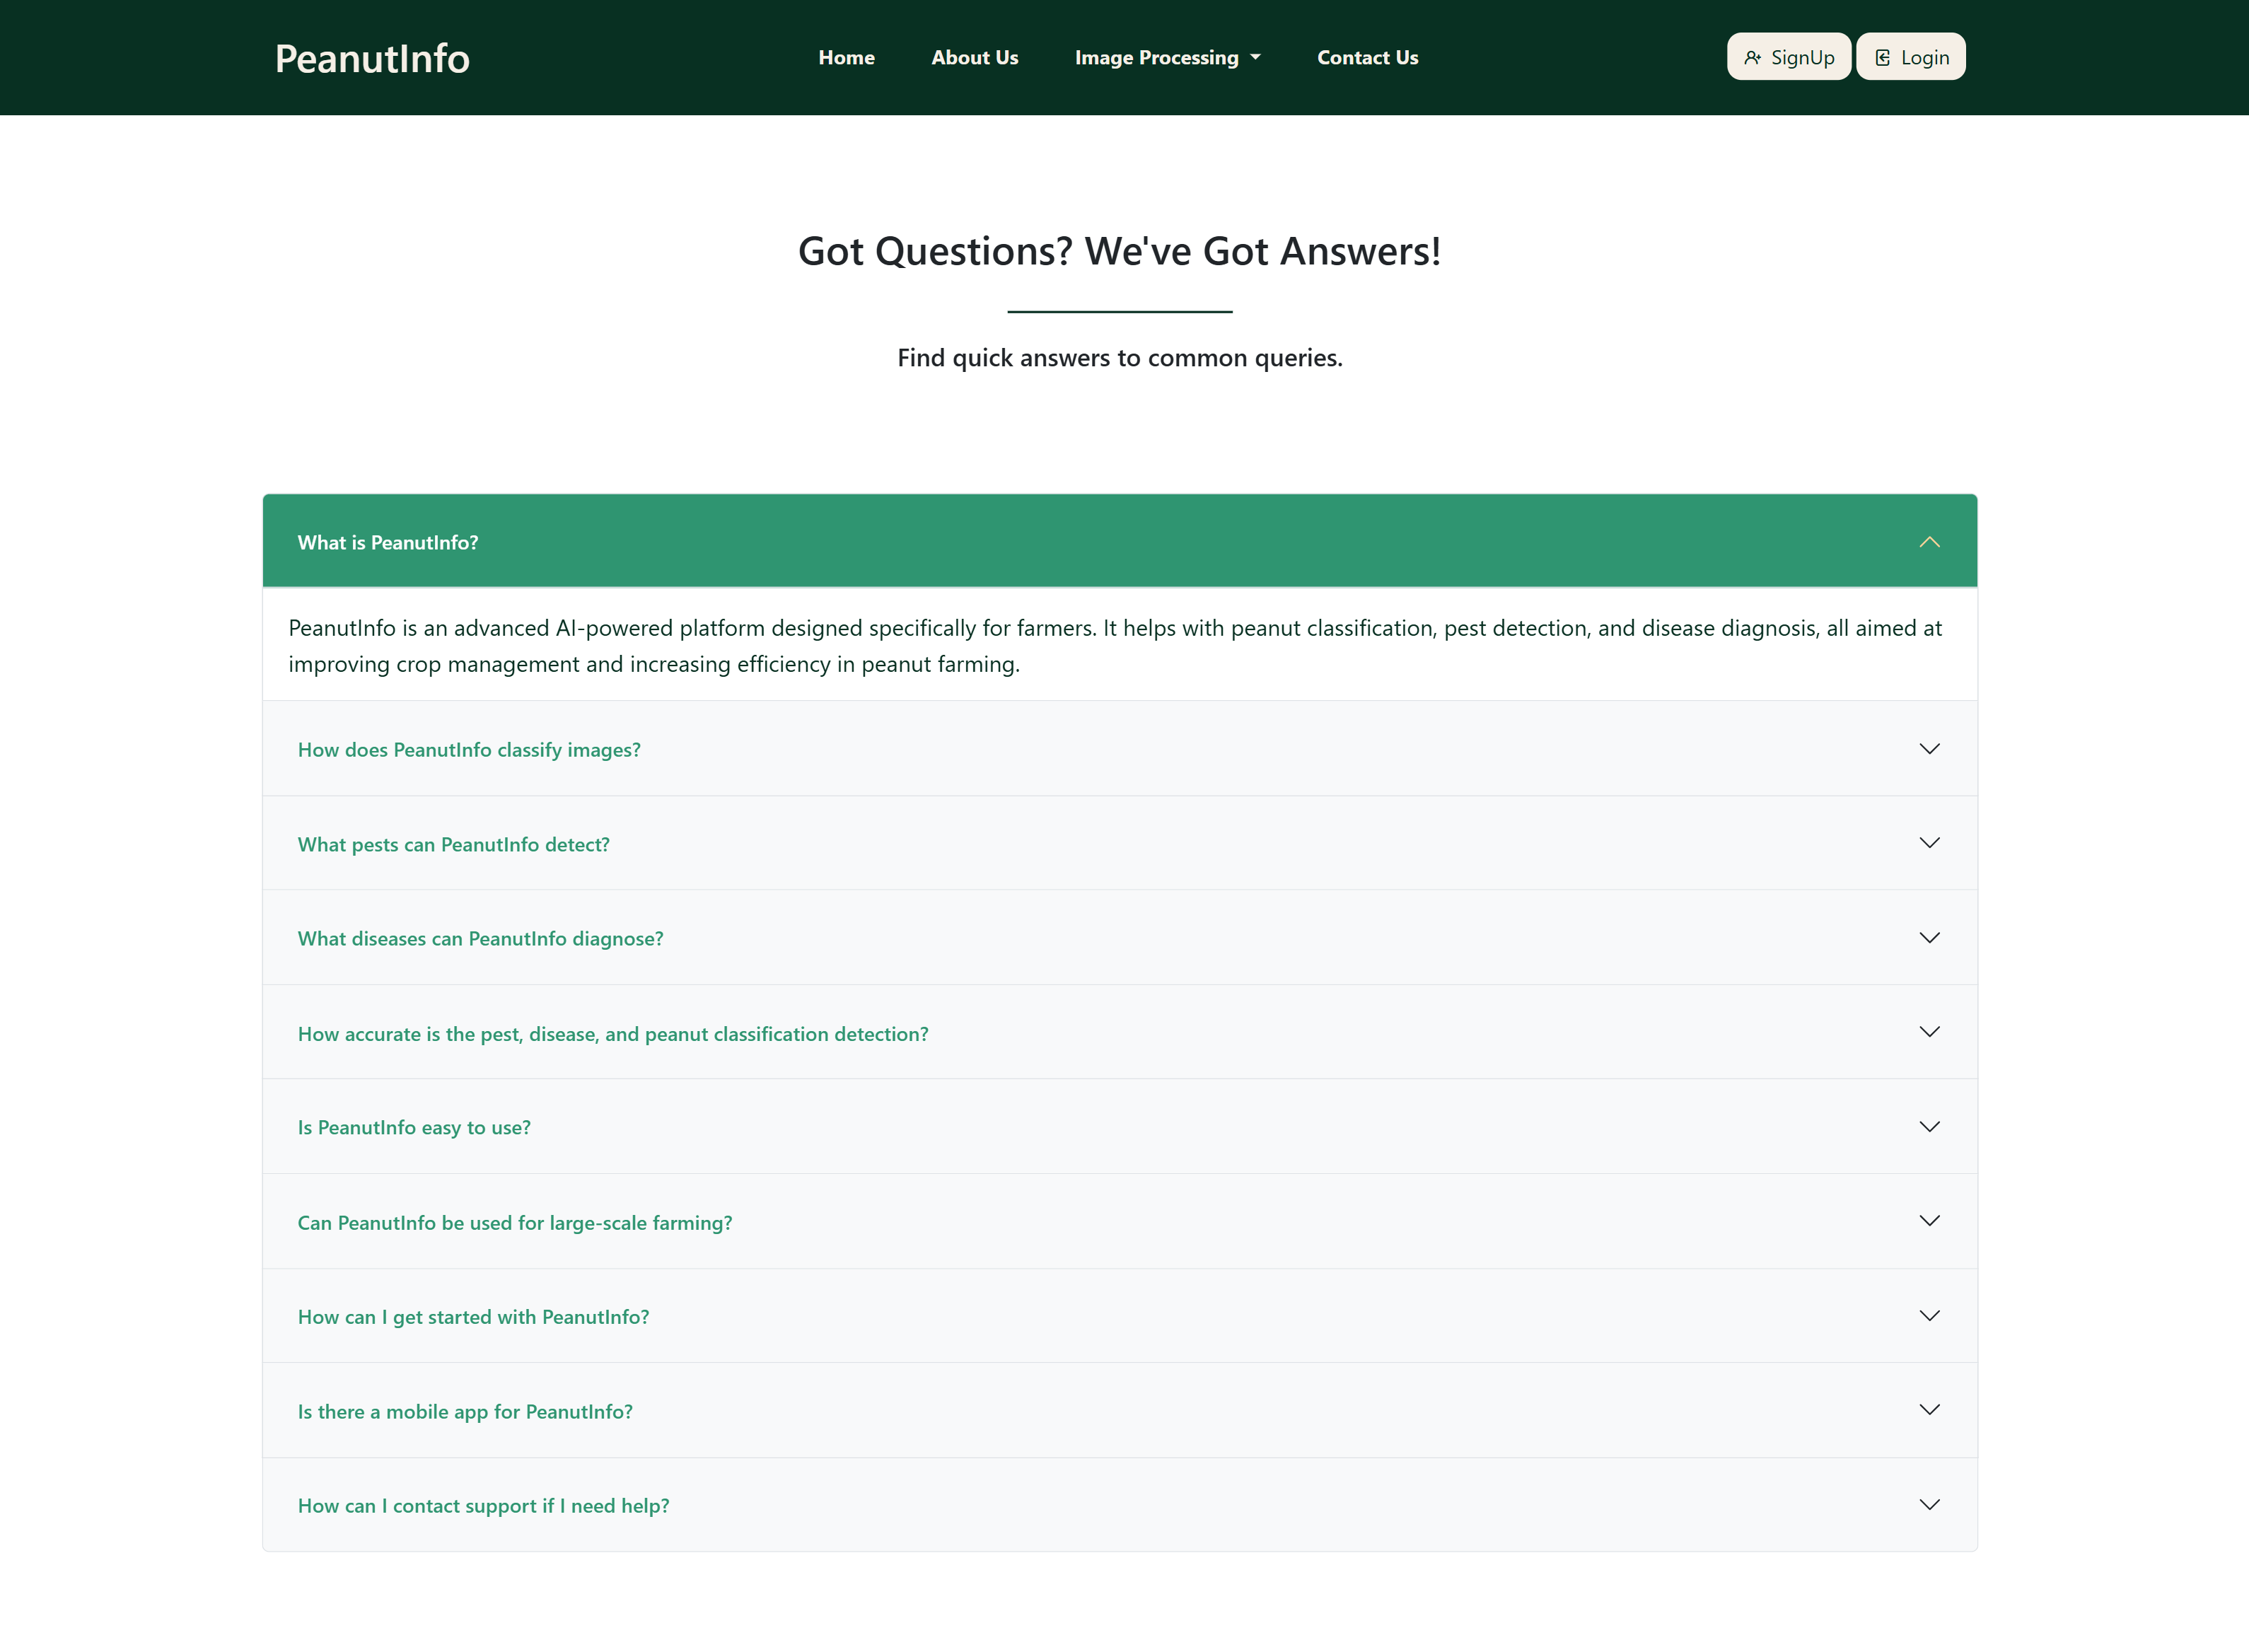 PeanutInfo
Home
About Us
Image Processing
Contact Us
SignUp
Login
Got Questions? We've Got Answers!
Find quick answers to common queries.
What is PeanutInfo?
PeanutInfo is an advanced AI-powered platform designed specifically for farmers. It helps with peanut classification, pest detection, and disease diagnosis, all aimed at
improving crop management and increasing efficiency in peanut farming.
How does PeanutInfo classify images?
What pests can PeanutInfo detect?
What diseases can PeanutInfo diagnose?
How accurate is the pest, disease, and peanut classification detection?
Is PeanutInfo easy to use?
Can PeanutInfo be used for large-scale farming?
How can I get started with PeanutInfo?
Is there a mobile app for PeanutInfo?
How can I contact support if I need help?